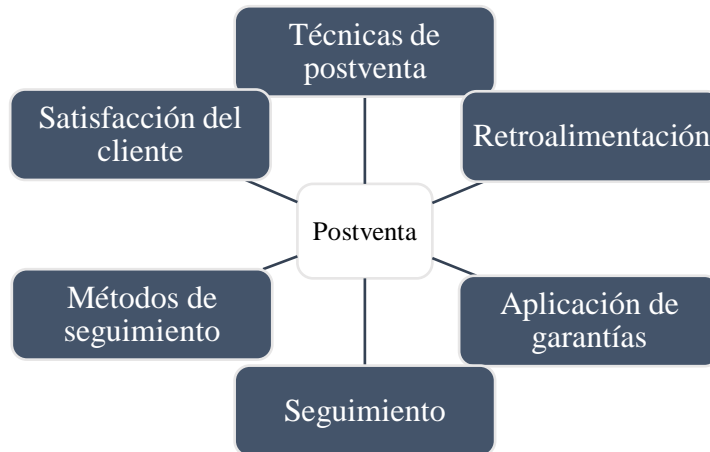 Técnicas de
postventa
Satisfacción del
cliente
Retroalimentación
Postventa
Métodos de
seguimiento
Aplicación de
garantías
Seguimiento